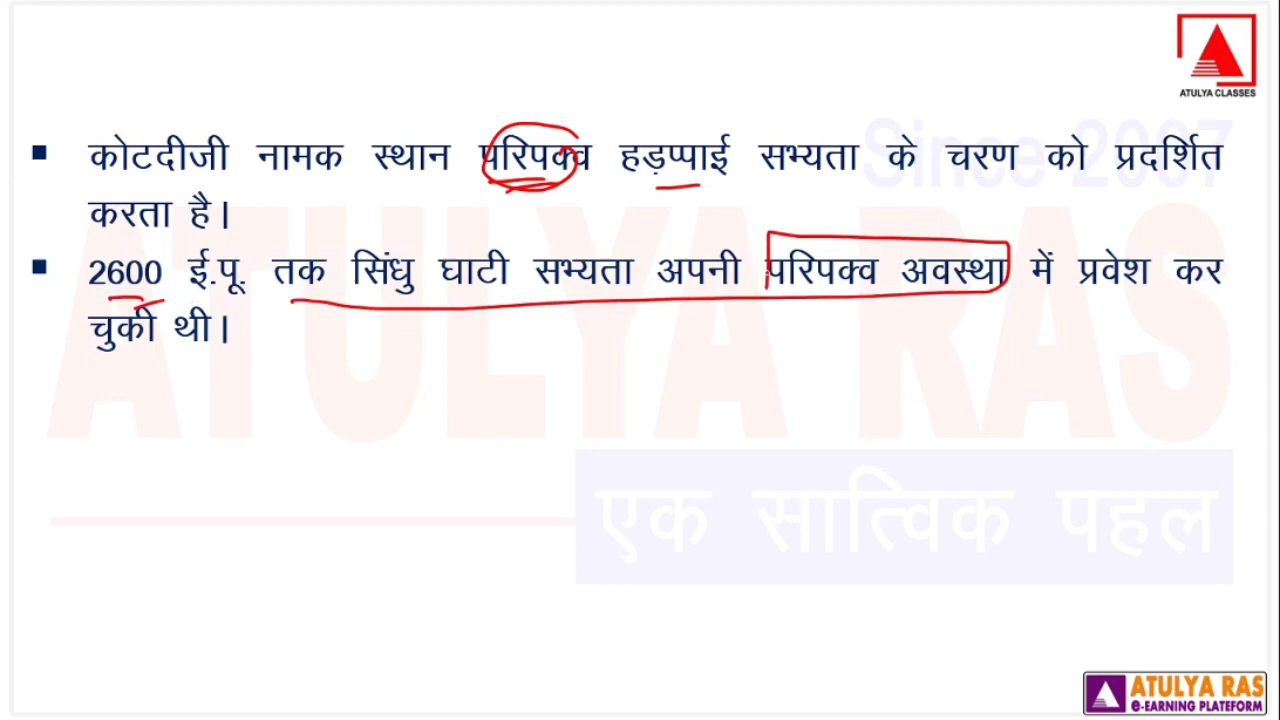 ATULYA CLASSES
Since 2007
▪ कोटदीजी नामक स्थान परिपक्व हड़प्पाई सभ्यता के चरण को प्रदर्शित
करता है।
▪ 2600 ई.पू. तक सिंधु घाटी सभ्यता अपनी परिपक्व अवस्था में प्रवेश कर
चुकी थी।
ATULYA RAS
एक सात्विक पहल
ATULYA RAS
e-EARNING PLATEFORM